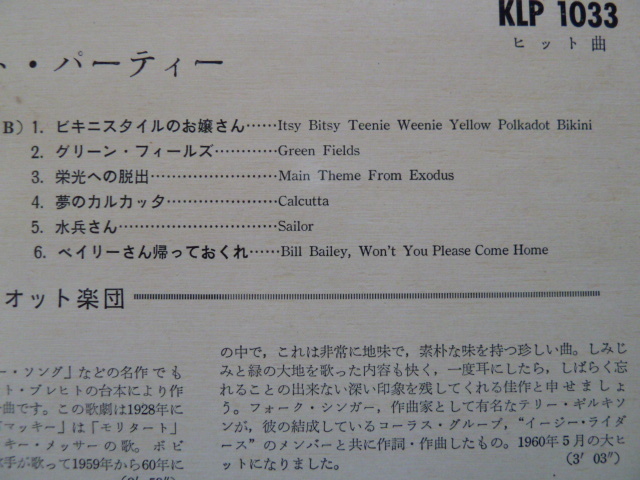 KLP 1033
ヒット曲
ト・パーティー
B) 1. ビキニスタイルのお嬢さん……Itsy Bitsy Teenie Weenie Yellow Polkadot Bikini
2. グリーン・フィールズ…………Green Fields
3. 栄光への脱出…………………Main Theme From Exodus
4. 夢のカルカッタ………………Calcutta
5. 水兵さん………………………Sailor
6. ベイリーさん帰っておくれ……Bill Bailey, Won't You Please Come Home
オット楽団
ー・ソング』などの名作でも
ト・ブレヒトの台本により作
曲です。この歌劇は1928年に
『マッキー』は『モリタート』
キー・メッサーの歌。ボビ
歌手が歌って1959年から60年に
の中で，これは非常に地味で，素朴な味を持つ珍しい曲。しみじ
みと緑の大地を歌った内容も快く，一度耳にしたら，しばらく忘
れることの出来ない深い印象を残してくれる佳作と申せましょ
う。フォーク・シンガー，作曲家として有名なテリー・ギルキソ
ンが，彼の結成しているコーラス・グループ，“イージー・ライダ
ース”のメンバーと共に作詞・作曲したもの。1960年5月の大ヒ
ットになりました。
(3′ 03″)